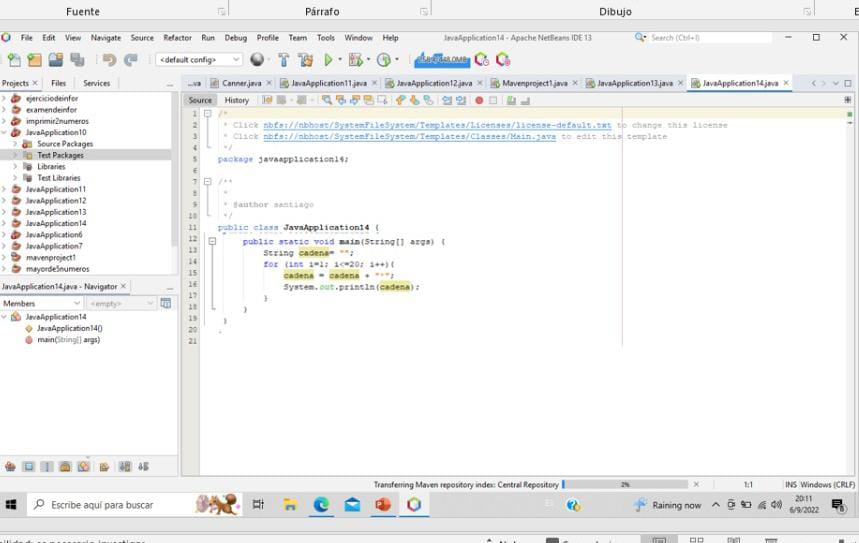 Fuente Párrafo Dibujo
JavaApplication14 - Apache NetBeans IDE 13
File Edit View Navigate Source Refactor Run Debug Profile Team Tools Window Help
Search (Ctrl+I)
<default config>
Projects × Files Services
...va Canner.java × JavaApplication11.java × JavaApplication12.java × Mavenproject1.java × JavaApplication13.java × JavaApplication14.java ×
Source History
ejerciciodeinfor
examendeinfor
imprimir2numeros
JavaApplication10
Source Packages
Test Packages
Libraries
Test Libraries
JavaApplication11
JavaApplication12
JavaApplication13
JavaApplication14
JavaApplication6
JavaApplication7
mavenproject1
mayorde5numeros
JavaApplication14.java - Navigator ×
Members <empty>
JavaApplication14
JavaApplication14()
main(String[] args)
1 /*
2 * Click nbfs://nbhost/SystemFileSystem/Templates/Licenses/license-default.txt to change this license
3 * Click nbfs://nbhost/SystemFileSystem/Templates/Classes/Main.java to edit this template
4 */
5 package javaapplication14;
6
7 /**
8 *
9 * @author santiago
10 */
11 public class JavaApplication14 {
12 public static void main(String[] args) {
13 String cadena= "";
14 for (int i=1; i<=20; i++){
15 cadena = cadena + "*";
16 System.out.println(cadena);
17 }
18 }
19 }
20 .
21
Transferring Maven repository index: Central Repository 2% 1:1 INS Windows (CRLF)
Escribe aquí para buscar
Raining now
20:11
6/9/2022